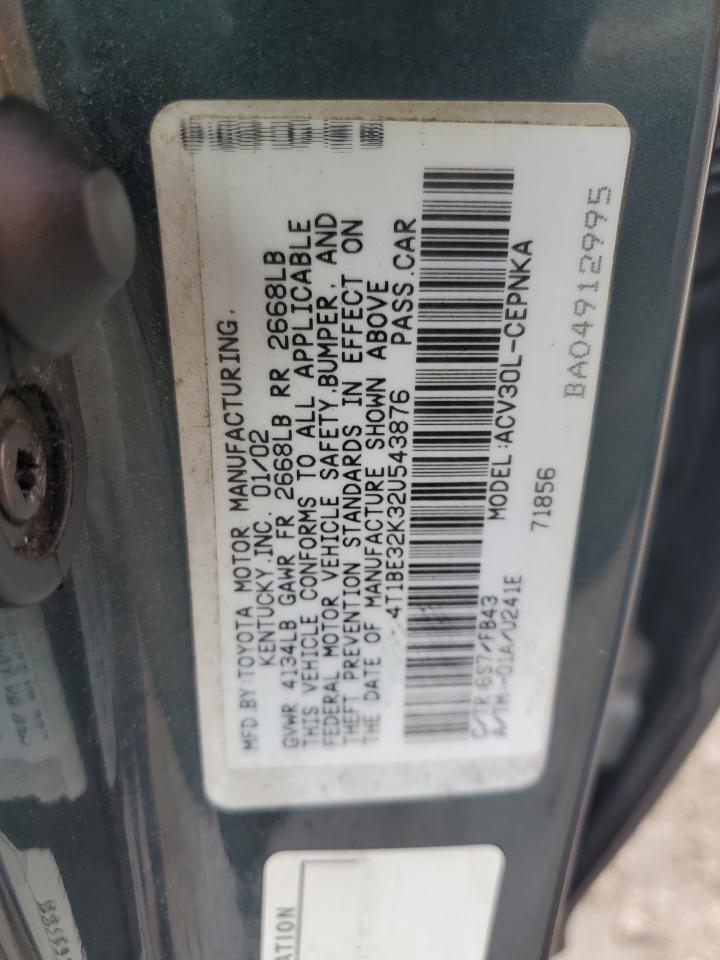 MFD.BY:TOYOTA MOTOR MANUFACTURING.
KENTUCKY,INC. 01/02
GVWR 4134LB GAWR FR 2668LB RR 2668LB
THIS VEHICLE CONFORMS TO ALL APPLICABLE
FEDERAL MOTOR VEHICLE SAFETY,BUMPER, AND
THEFT PREVENTION STANDARDS IN EFFECT ON
THE DATE OF MANUFACTURE SHOWN ABOVE
4T1BE32K32U543876 PASS.CAR
C/TR:6S7/FB43 MODEL:ACV30L-CEPNKA
A/TM-01A/U241E 71856
BA04912995
ATION